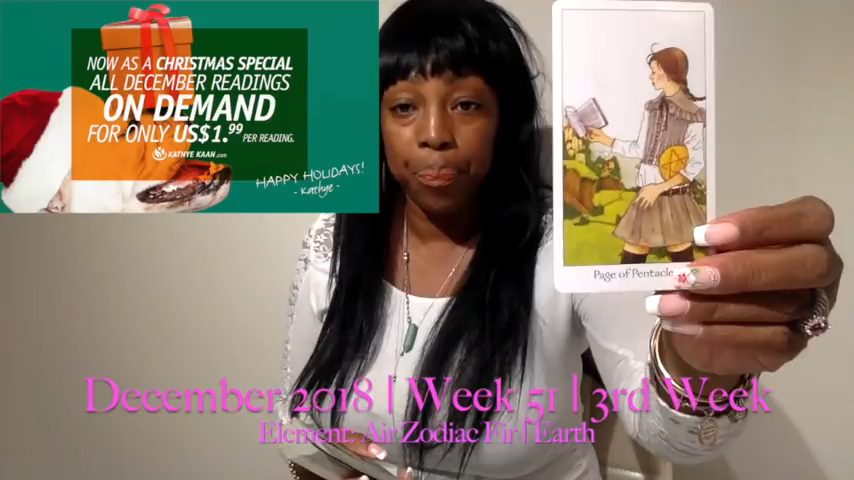 NOW AS A CHRISTMAS SPECIAL
ALL DECEMBER READINGS
ON DEMAND
FOR ONLY US$1.99 PER READING.
KATHYE KAAN.com
HAPPY HOLIDAYS!
- Kathye -
Page of Pentacle
December 2018 | Week 51 | 3rd Week
Element: Air Zodiac Fir | Earth